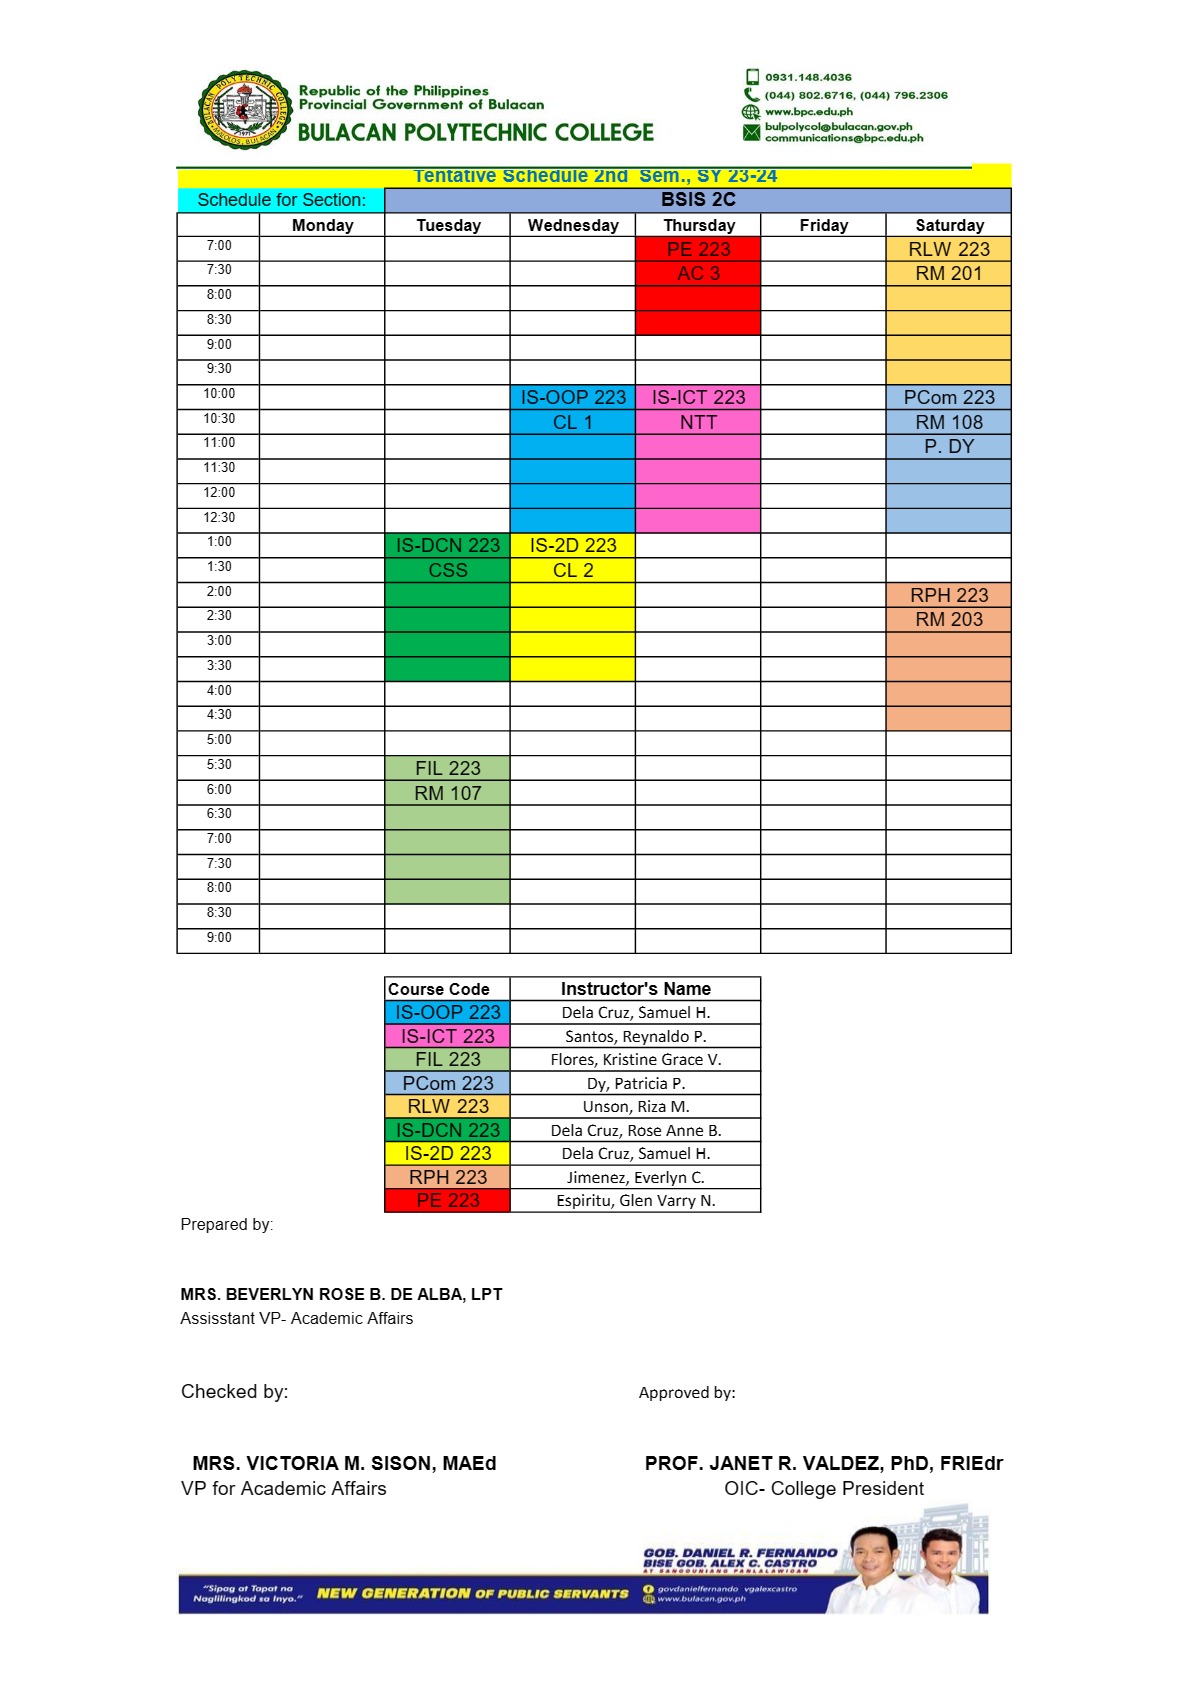 Republic of the Philippines
Provincial Government of Bulacan
BULACAN POLYTECHNIC COLLEGE
0931.148.4036
(044) 802.6716, (044) 796.2306
www.bpc.edu.ph
bulpolycol@bulacan.gov.ph
communications@bpc.edu.ph
BULACAN POLYTECHNIC COLLEGE
1971
MALOLOS, BULACAN
Tentative Schedule 2nd Sem., SY 23-24
Schedule for Section: BSIS 2C
Monday Tuesday Wednesday Thursday Friday Saturday
7:00 PE 223 RLW 223
7:30 AC 3 RM 201
8:00
8:30
9:00
9:30
10:00 IS-OOP 223 IS-ICT 223 PCom 223
10:30 CL 1 NTT RM 108
11:00 P. DY
11:30
12:00
12:30
1:00 IS-DCN 223 IS-2D 223
1:30 CSS CL 2
2:00 RPH 223
2:30 RM 203
3:00
3:30
4:00
4:30
5:00
5:30 FIL 223
6:00 RM 107
6:30
7:00
7:30
8:00
8:30
9:00
Course Code Instructor's Name
IS-OOP 223 Dela Cruz, Samuel H.
IS-ICT 223 Santos, Reynaldo P.
FIL 223 Flores, Kristine Grace V.
PCom 223 Dy, Patricia P.
RLW 223 Unson, Riza M.
IS-DCN 223 Dela Cruz, Rose Anne B.
IS-2D 223 Dela Cruz, Samuel H.
RPH 223 Jimenez, Everlyn C.
PE 223 Espiritu, Glen Varry N.
Prepared by:
MRS. BEVERLYN ROSE B. DE ALBA, LPT
Assisstant VP- Academic Affairs
Checked by: Approved by:
MRS. VICTORIA M. SISON, MAEd PROF. JANET R. VALDEZ, PhD, FRIEdr
VP for Academic Affairs OIC- College President
GOB. DANIEL R. FERNANDO
BISE GOB. ALEX C. CASTRO
AT SANGGUNIANG PANLALAWIGAN
"Sipag at Tapat na
Naglilingkod sa Inyo."
NEW GENERATION OF PUBLIC SERVANTS
govdanielfernando vgalexcastro
www.bulacan.gov.ph